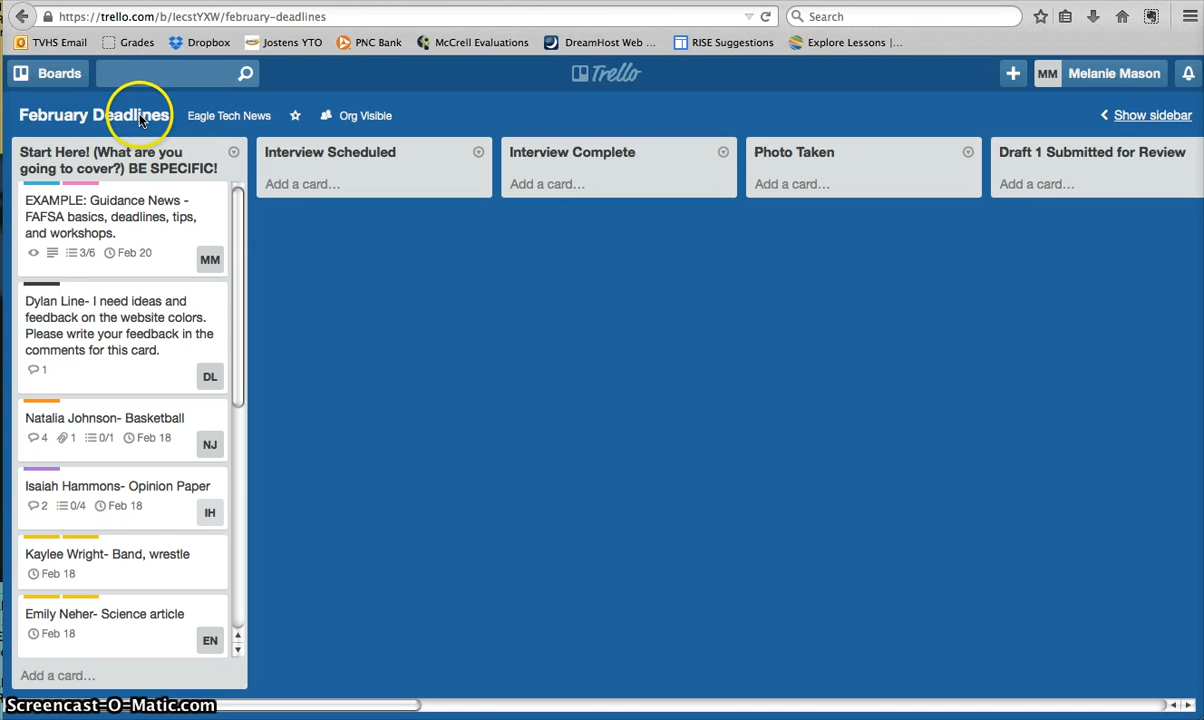 https://trello.com/b/IecstYXW/february-deadlines
Search
TVHS Email
Grades
Dropbox
Jostens YTO
PNC Bank
McCrell Evaluations
DreamHost Web ...
RISE Suggestions
Explore Lessons |...
Boards
Trello
MM
Melanie Mason
February Deadlines
Eagle Tech News
Org Visible
Show sidebar
Start Here! (What are you
going to cover?) BE SPECIFIC!
EXAMPLE: Guidance News -
FAFSA basics, deadlines, tips,
and workshops.
3/6
Feb 20
MM
Dylan Line- I need ideas and
feedback on the website colors.
Please write your feedback in the
comments for this card.
1
DL
Natalia Johnson- Basketball
4
1
0/1
Feb 18
NJ
Isaiah Hammons- Opinion Paper
2
0/4
Feb 18
IH
Kaylee Wright- Band, wrestle
Feb 18
Emily Neher- Science article
Feb 18
EN
Add a card...
Interview Scheduled
Add a card...
Interview Complete
Add a card...
Photo Taken
Add a card...
Draft 1 Submitted for Review
Add a card...
Screencast-O-Matic.com